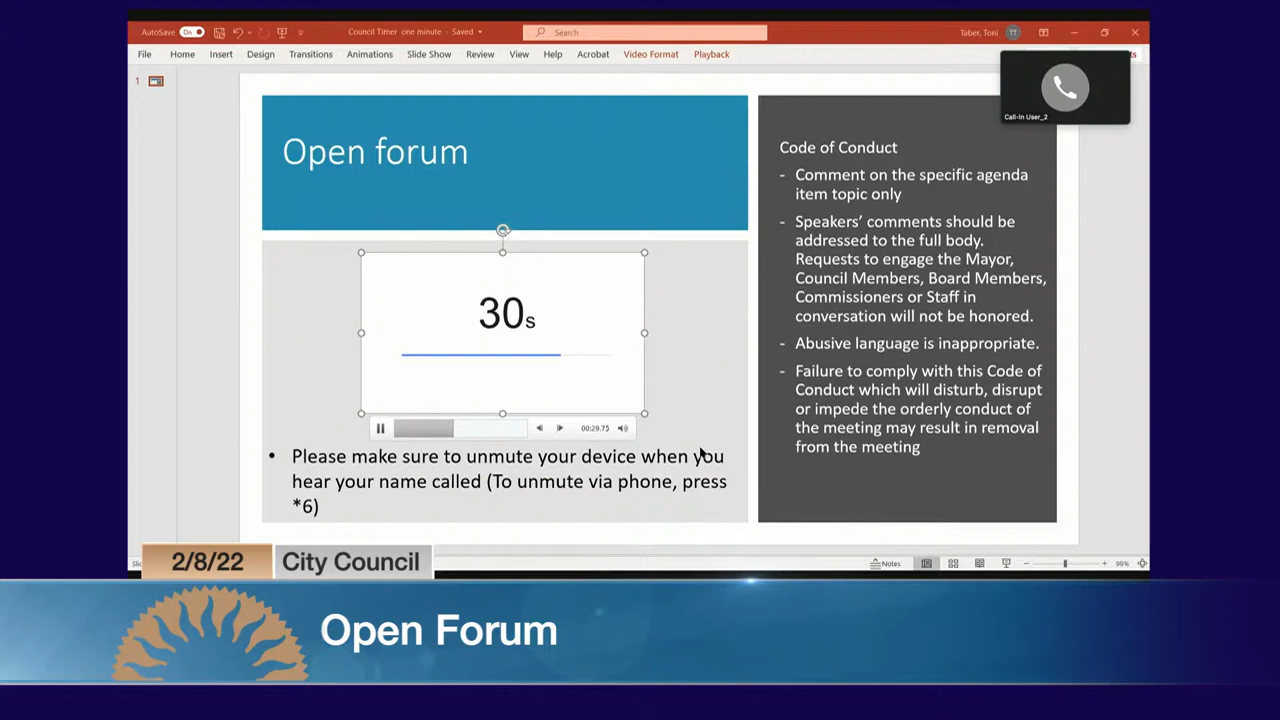 AutoSave On
Council Timer one minute - Saved
Search
Taber, Toni TT
File Home Insert Design Transitions Animations Slide Show Review View Help Acrobat Video Format Playback
1
Call-In User_2
Open forum
30s
00:29.75
• Please make sure to unmute your device when you
hear your name called (To unmute via phone, press
*6)
Code of Conduct
- Comment on the specific agenda
item topic only
- Speakers’ comments should be
addressed to the full body.
Requests to engage the Mayor,
Council Members, Board Members,
Commissioners or Staff in
conversation will not be honored.
- Abusive language is inappropriate.
- Failure to comply with this Code of
Conduct which will disturb, disrupt
or impede the orderly conduct of
the meeting may result in removal
from the meeting
Notes
99%
2/8/22 City Council
Open Forum